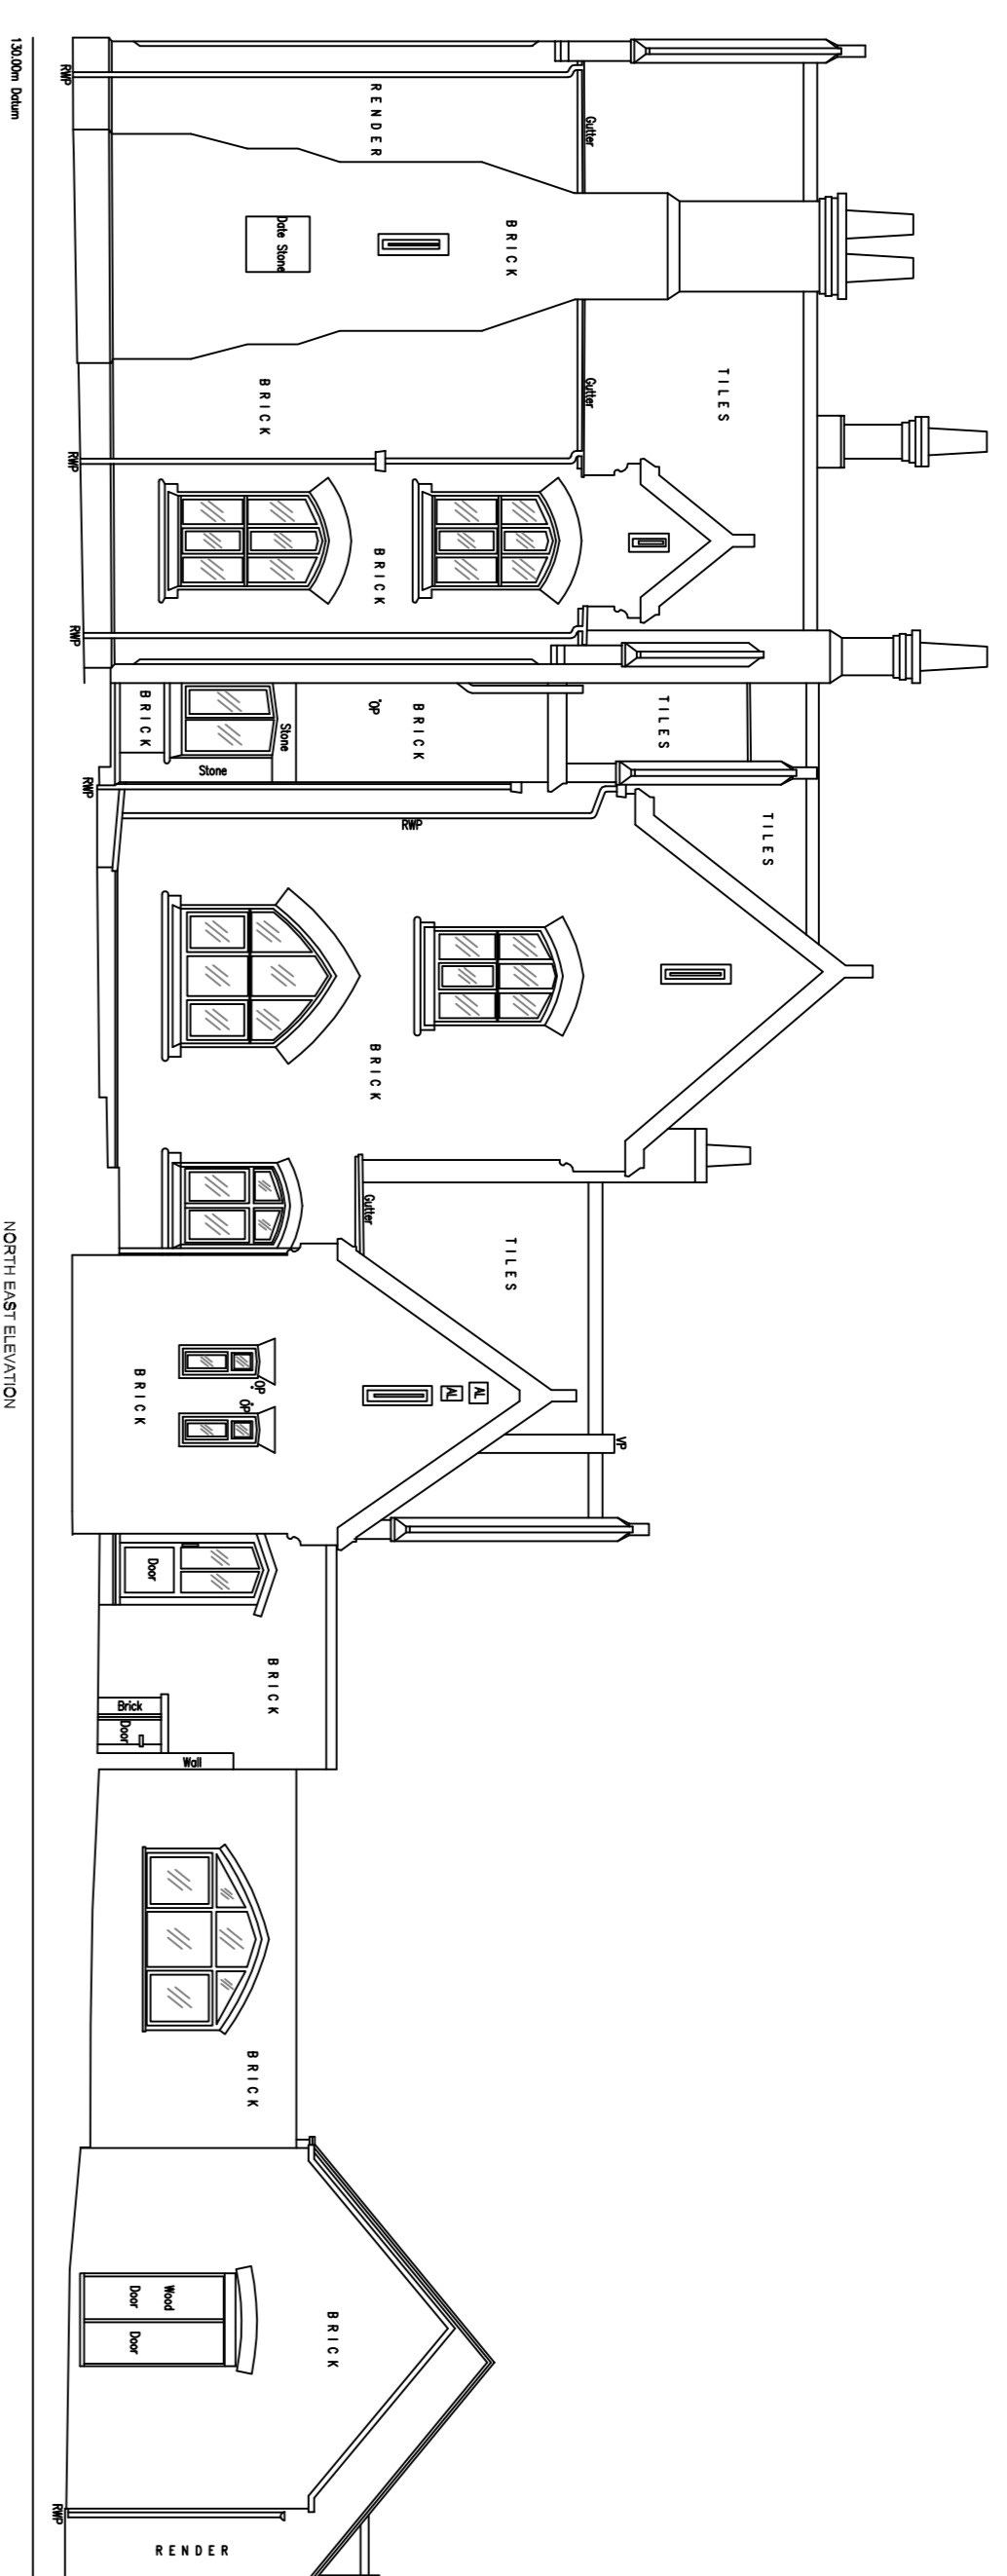 RENDER
BRICK
Date Stone
Gutter
TILES
Gutter
BRICK
BRICK
RWP
RWP
RWP
BRICK
Stone
Stone
OP
BRICK
TILES
RWP
RWP
TILES
BRICK
Gutter
TILES
BRICK
OP
OP
AL
AL
VP
Door
BRICK
Brick
Door
Wall
BRICK
Wood
Door
Door
BRICK
RWP
RENDER
130.00m Datum
NORTH EAST ELEVATION